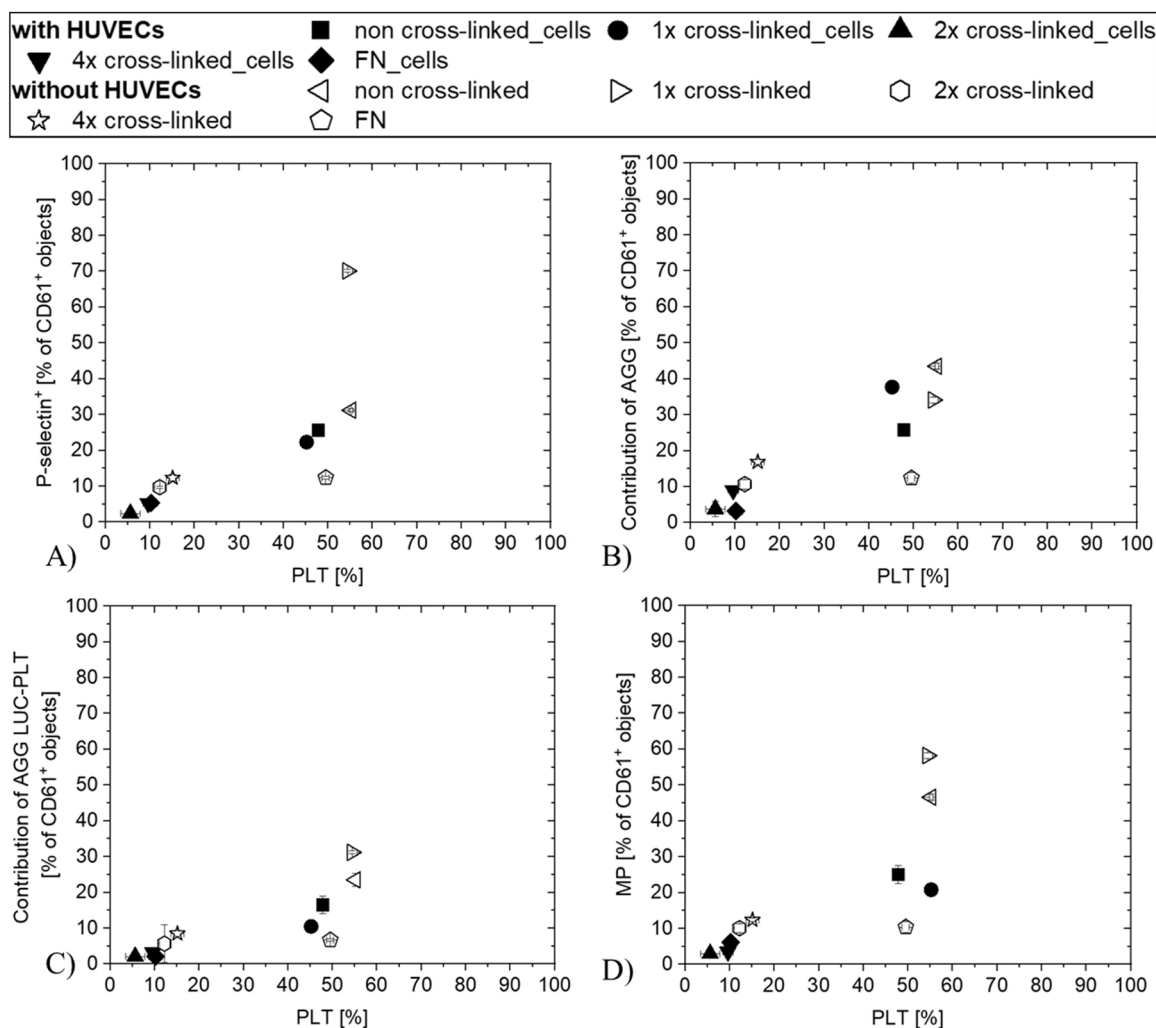 with HUVECs ■ non cross-linked_cells ● 1x cross-linked_cells ▲ 2x cross-linked_cells
▼ 4x cross-linked_cells ◆ FN_cells
without HUVECs ◁ non cross-linked ▷ 1x cross-linked ⬡ 2x cross-linked
☆ 4x cross-linked ⬠ FN
100
90
80
70
60
50
40
30
20
10
0
P-selectin⁺ [% of CD61⁺ objects]
0 10 20 30 40 50 60 70 80 90 100
A)
PLT [%]
100
90
80
70
60
50
40
30
20
10
0
Contribution of AGG [% of CD61⁺ objects]
0 10 20 30 40 50 60 70 80 90 100
B)
PLT [%]
100
90
80
70
60
50
40
30
20
10
0
Contribution of AGG LUC-PLT
[% of CD61⁺ objects]
C)
0 10 20 30 40 50 60 70 80 90 100
PLT [%]
100
90
80
70
60
50
40
30
20
10
0
MP [% of CD61⁺ objects]
D)
0 10 20 30 40 50 60 70 80 90 100
PLT [%]